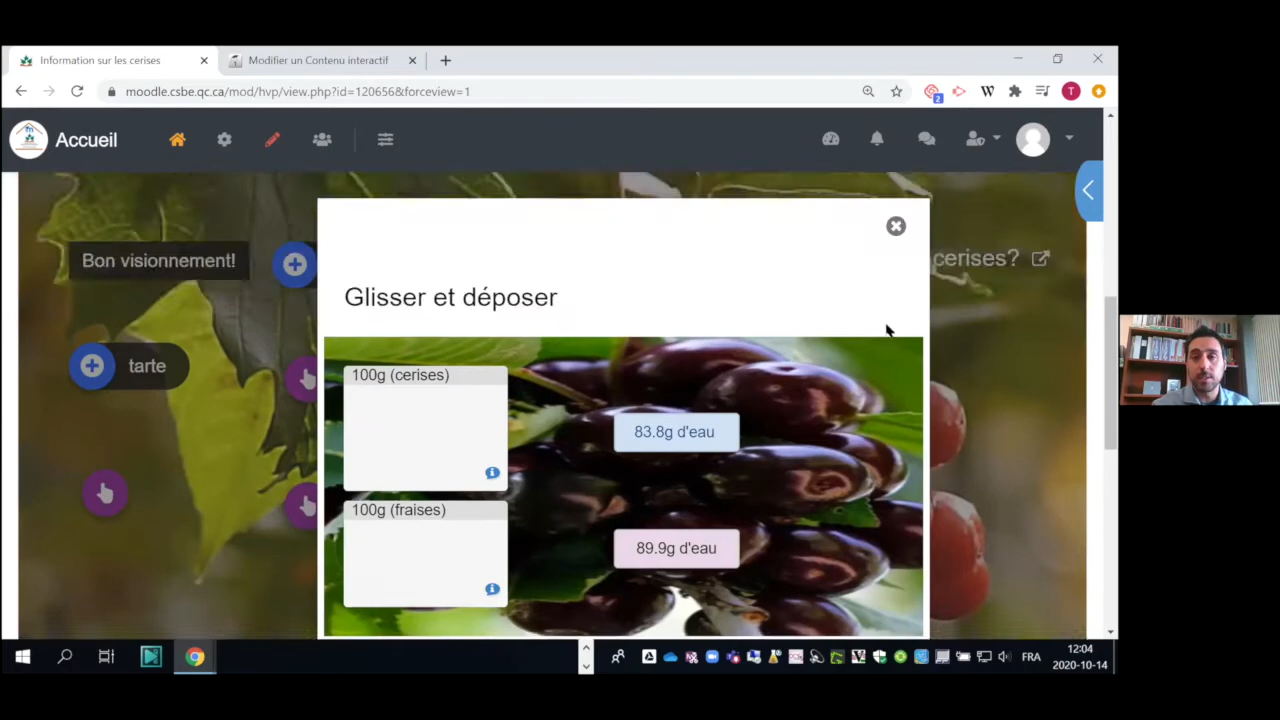 Information sur les cerises
Modifier un Contenu interactif
moodle.csbe.qc.ca/mod/hvp/view.php?id=120656&forceview=1
2
W
T
Accueil
Bon visionnement!
cerises?
Glisser et déposer
tarte
100g (cerises)
83.8g d'eau
100g (fraises)
89.9g d'eau
FRA
12:04
2020-10-14